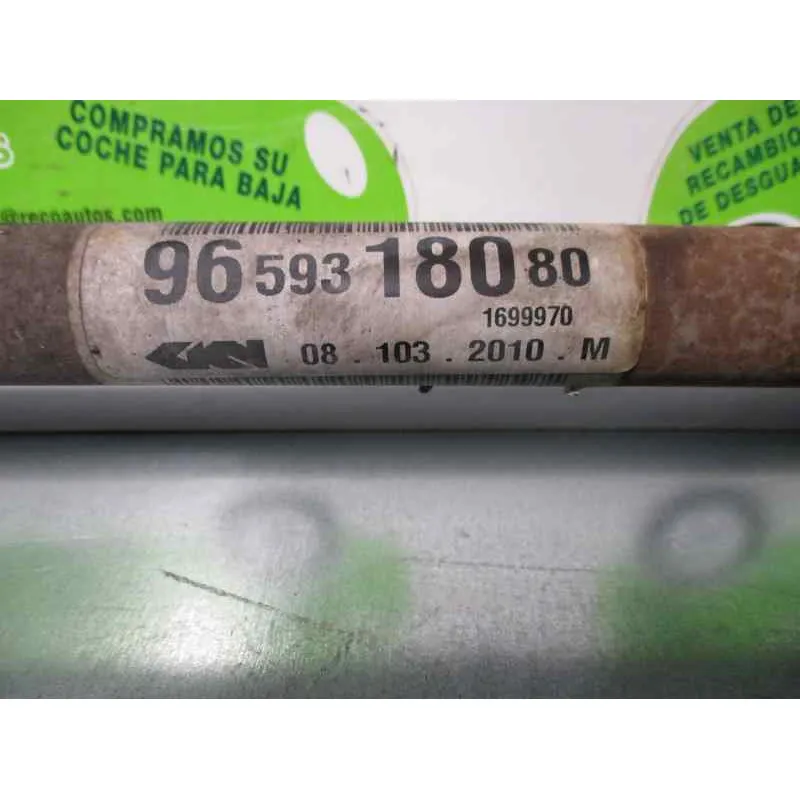 COMPRAMOS SU
COCHE PARA BAJA
@recoautos.com
VENTA DE
RECAMBIO
DE DESGUA
96 593 180 80
1699970
GKN 08 . 103 . 2010 . M